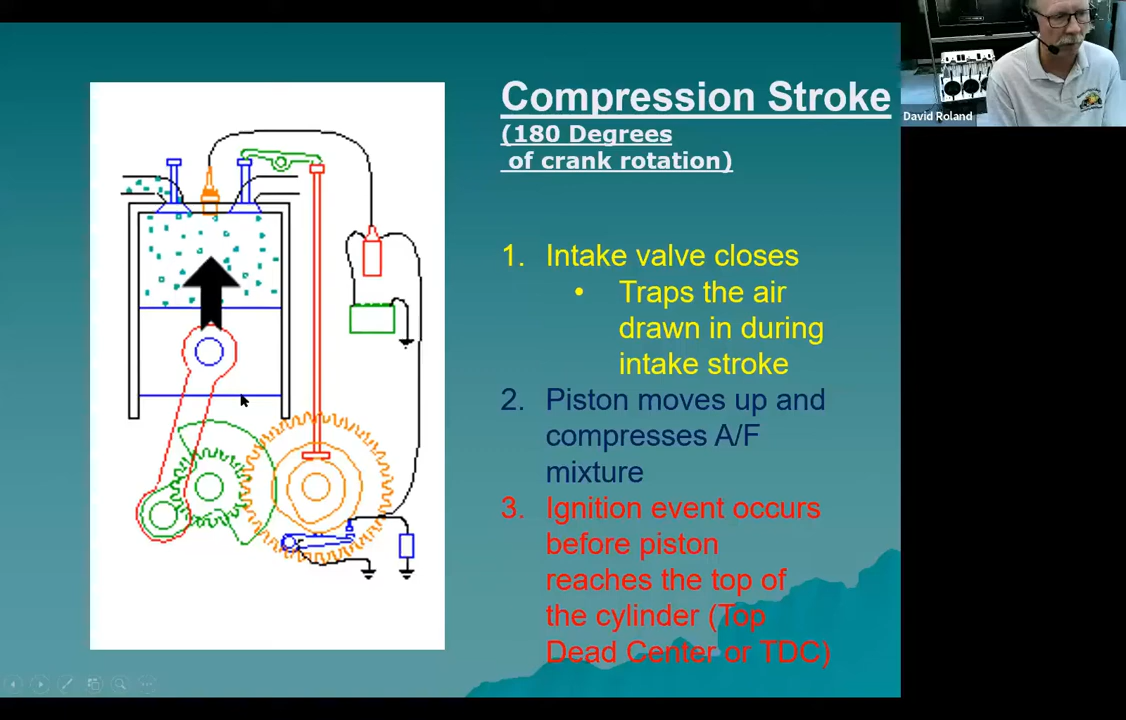 Compression Stroke
(180 Degrees
of crank rotation)
David Roland
1. Intake valve closes
• Traps the air
drawn in during
intake stroke
2. Piston moves up and
compresses A/F
mixture
3. Ignition event occurs
before piston
reaches the top of
the cylinder (Top
Dead Center or TDC)